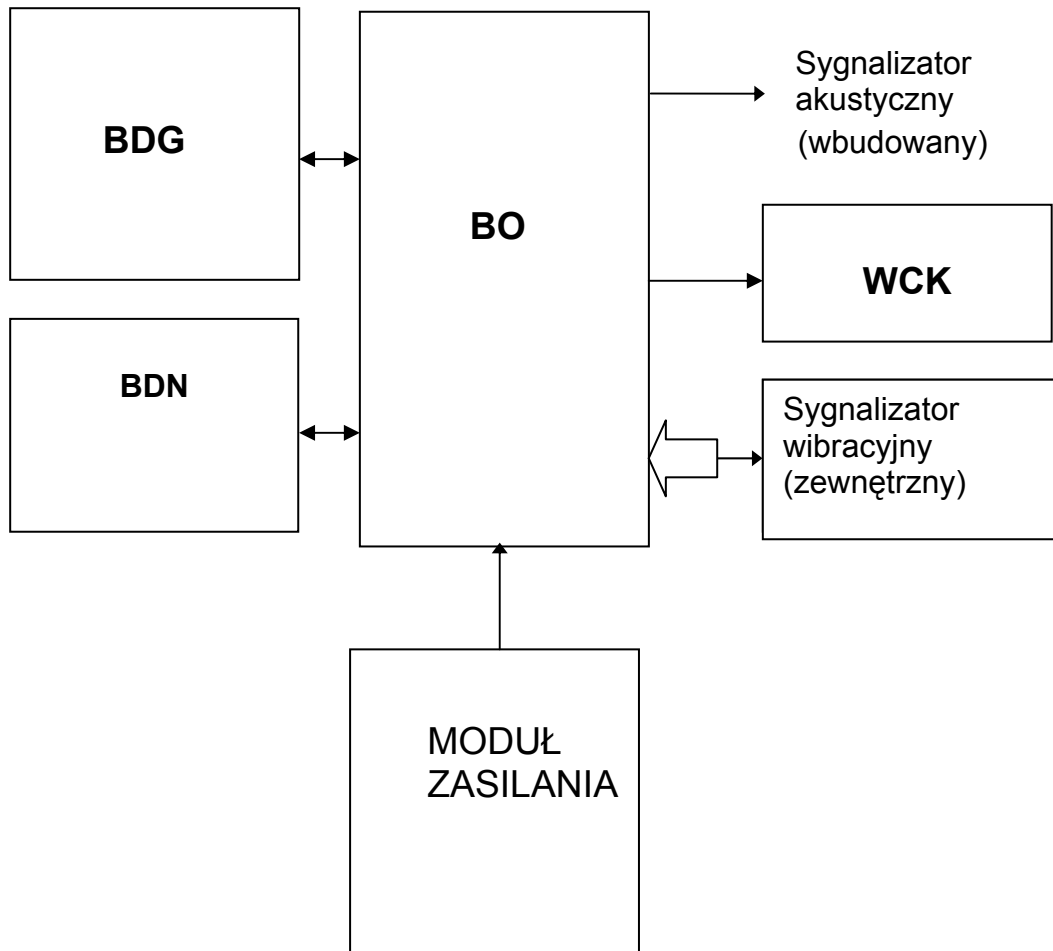 BDG
BO
Sygnalizator
akustyczny
(wbudowany)
WCK
BDN
Sygnalizator
wibracyjny
(zewnętrzny)
MODUŁ
ZASILANIA